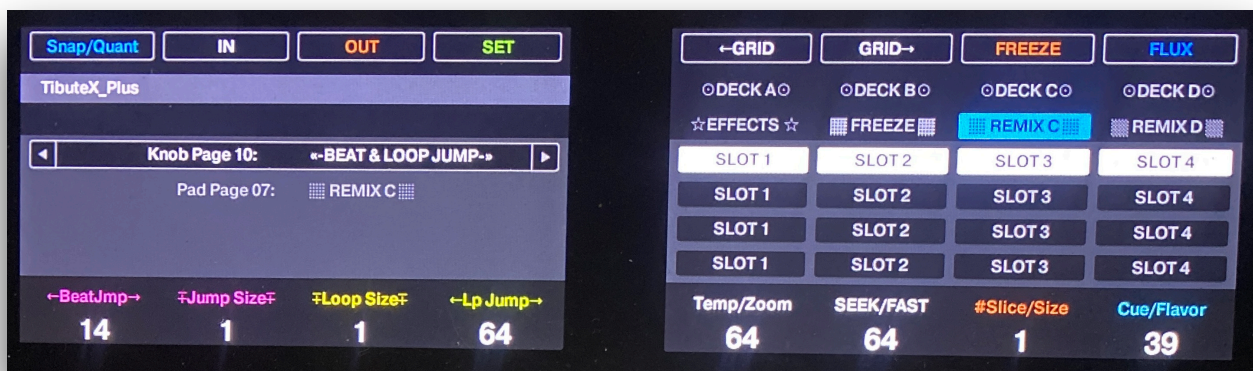 Snap/Quant IN OUT SET
TibuteX_Plus
◄ Knob Page 10: «-BEAT & LOOP JUMP-» ►
Pad Page 07: ▦ REMIX C ▦
←BeatJmp→ ∓Jump Size∓ ∓Loop Size∓ ←Lp Jump→
14 1 1 64
←GRID GRID→ FREEZE FLUX
⊙DECK A⊙ ⊙DECK B⊙ ⊙DECK C⊙ ⊙DECK D⊙
☆EFFECTS ☆ ▦ FREEZE ▦ ▦ REMIX C ▦ ▦ REMIX D ▦
SLOT 1 SLOT 2 SLOT 3 SLOT 4
SLOT 1 SLOT 2 SLOT 3 SLOT 4
SLOT 1 SLOT 2 SLOT 3 SLOT 4
SLOT 1 SLOT 2 SLOT 3 SLOT 4
Temp/Zoom SEEK/FAST #Slice/Size Cue/Flavor
64 64 1 39